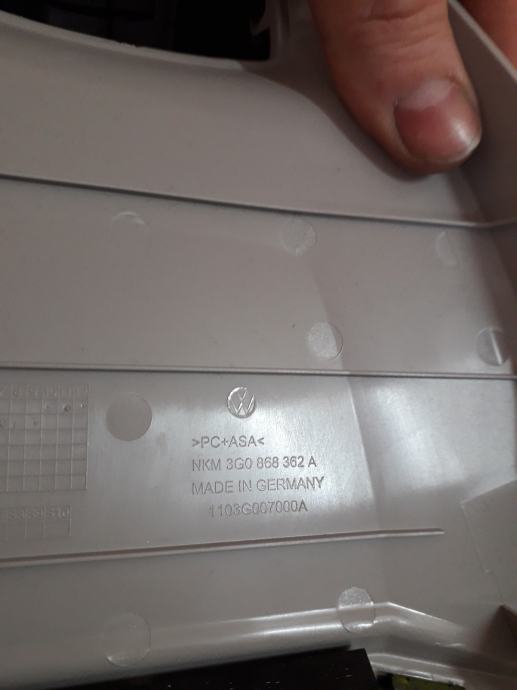 >PC+ASA<
NKM 3G0 868 362 A
MADE IN GERMANY
1103G007000A